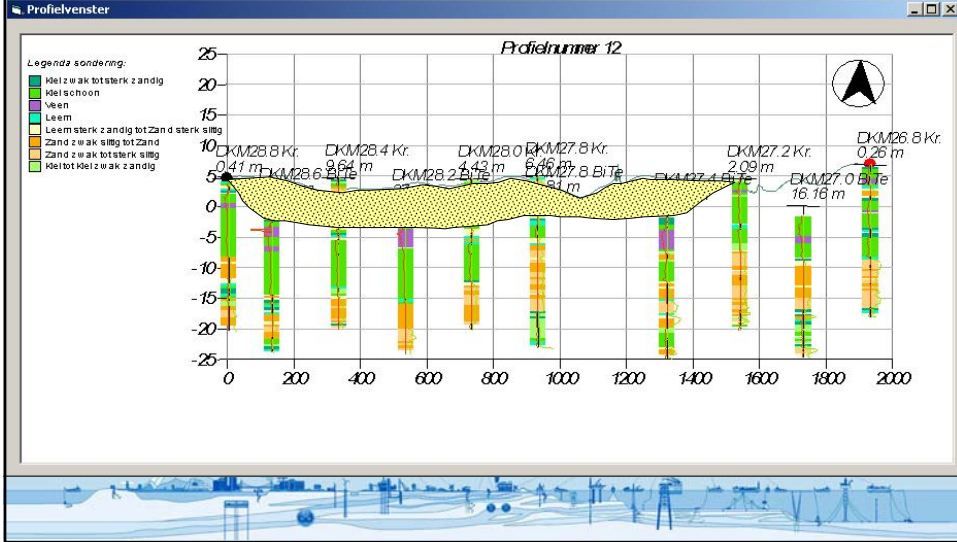 Profielvenster
Profielnummer 12
Legenda sondering:
Klei zwak tot sterk zandig
Klei schoon
Veen
Leem
Leem sterk zandig tot Zand sterk siltig
Zand zwak siltig tot Zand
Zand zwak tot sterk siltig
Klei tot Klei zwak zandig
25
20
15
10
5
0
-5
-10
-15
-20
-25
DKM28.8 Kr.
0.41 m
DKM28.6 BiTe
DKM28.4 Kr.
9.64 m
DKM28.2 BiTe
DKM28.0 Kr.
4.43 m
DKM27.8 Kr.
6.46 m
DKM27.8 BiTe
DKM27.4 BiTe
DKM27.2 Kr.
2.09 m
DKM27.0 BiTe
16.16 m
DKM26.8 Kr.
0.26 m
0 200 400 600 800 1000 1200 1400 1600 1800 2000